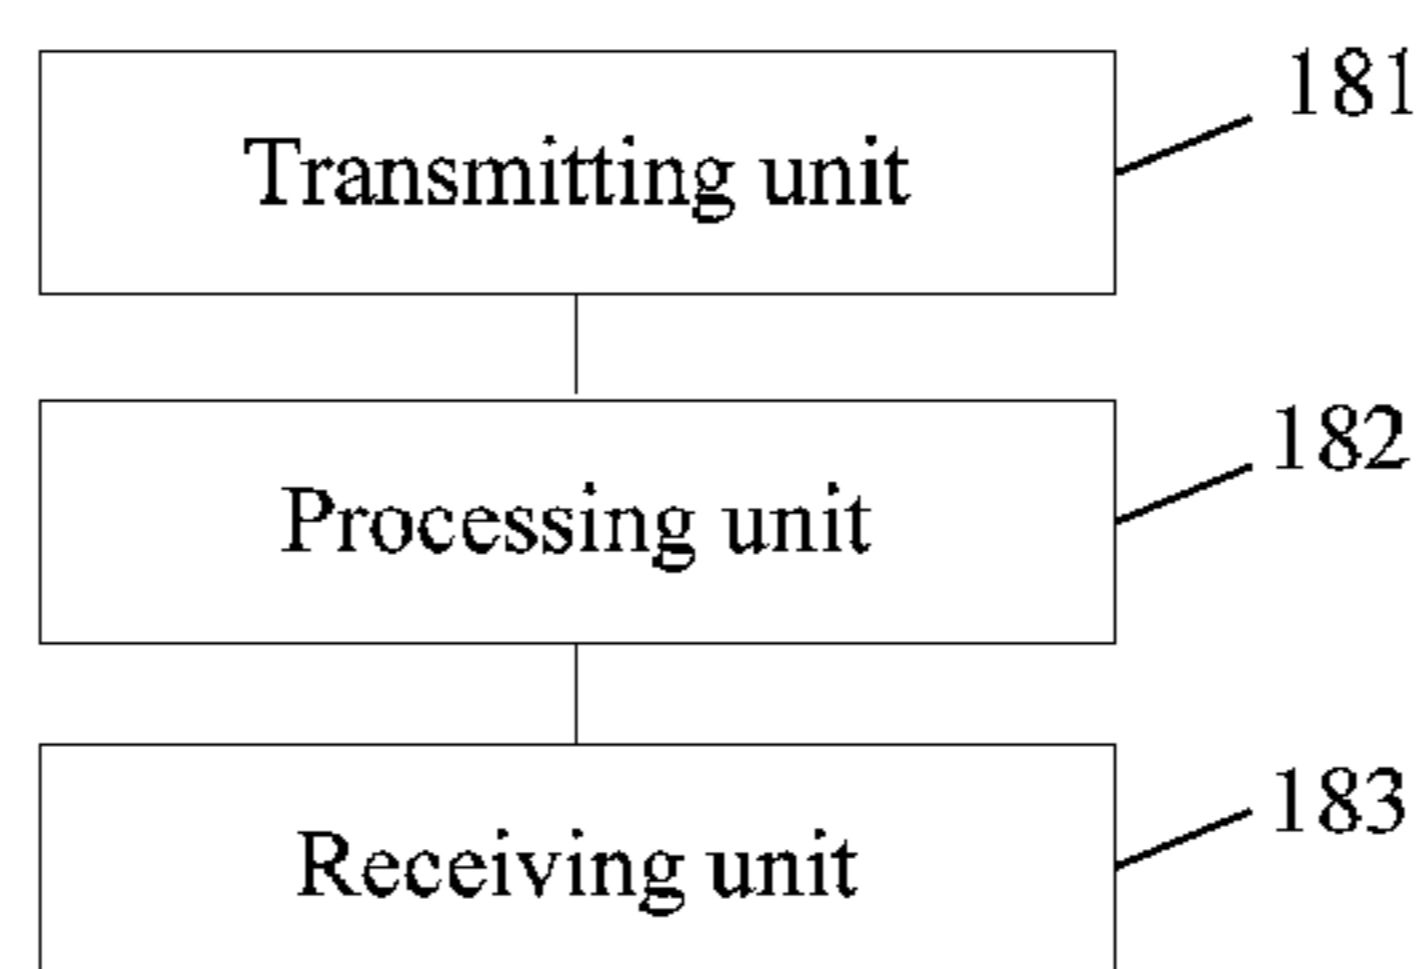 181
Transmitting unit
182
Processing unit
183
Receiving unit